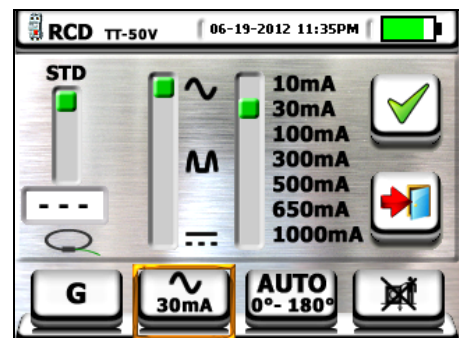 RCD TT-50V 06-19-2012 11:35PM
STD
10mA
30mA
100mA
300mA
500mA
650mA
1000mA
- - -
G
30mA
AUTO
0°- 180°